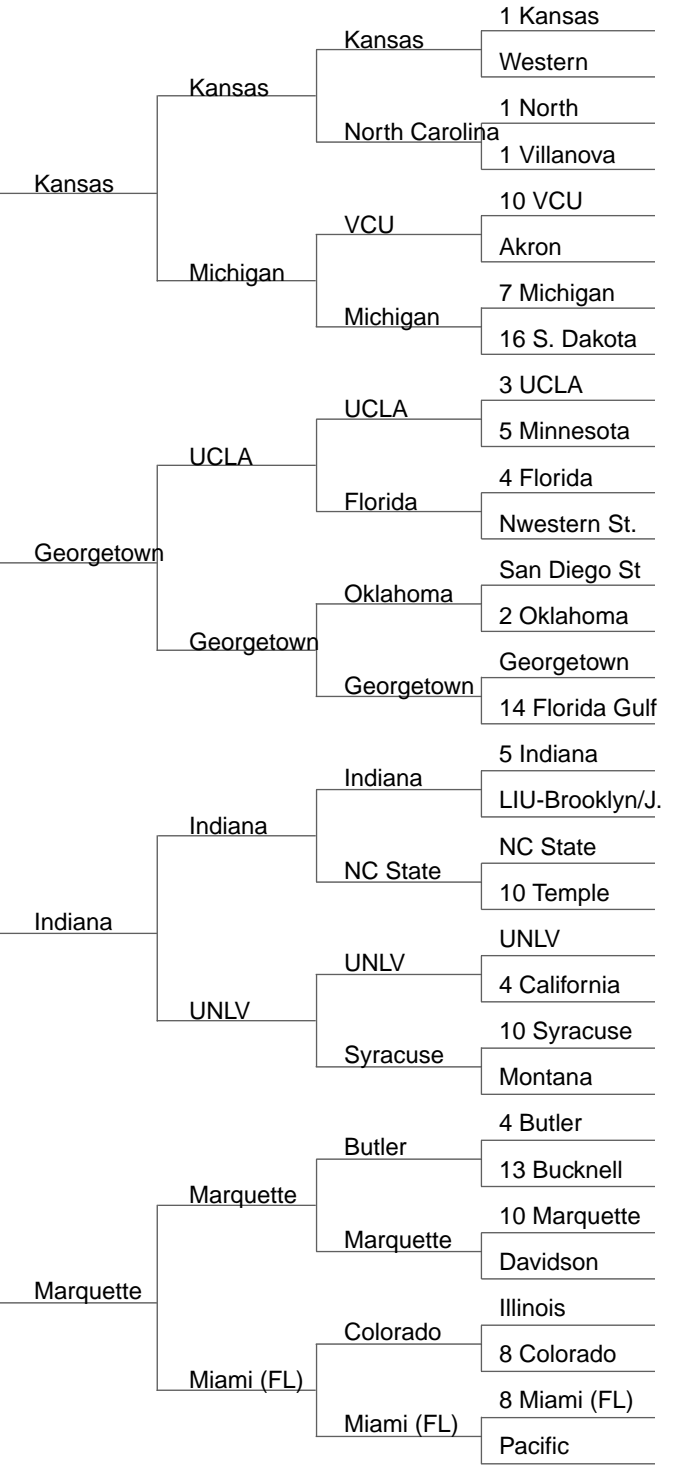 1 Kansas
Kansas
Western
Kansas
1 North
North Carolina
1 Villanova
Kansas
10 VCU
VCU
Akron
Michigan
7 Michigan
Michigan
16 S. Dakota
3 UCLA
UCLA
5 Minnesota
UCLA
4 Florida
Florida
Nwestern St.
Georgetown
San Diego St
Oklahoma
2 Oklahoma
Georgetown
Georgetown
Georgetown
14 Florida Gulf
5 Indiana
Indiana
LIU-Brooklyn/J.
Indiana
NC State
NC State
10 Temple
Indiana
UNLV
UNLV
4 California
UNLV
10 Syracuse
Syracuse
Montana
4 Butler
Butler
13 Bucknell
Marquette
10 Marquette
Marquette
Davidson
Marquette
Illinois
Colorado
8 Colorado
Miami (FL)
8 Miami (FL)
Miami (FL)
Pacific